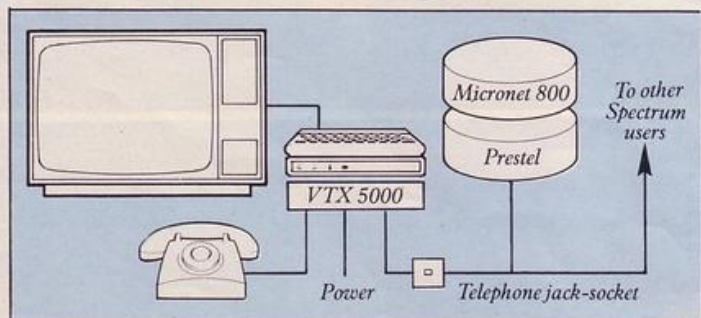 Micronet 800
Prestel
To other
Spectrum
users
VTX 5000
Power
Telephone jack-socket